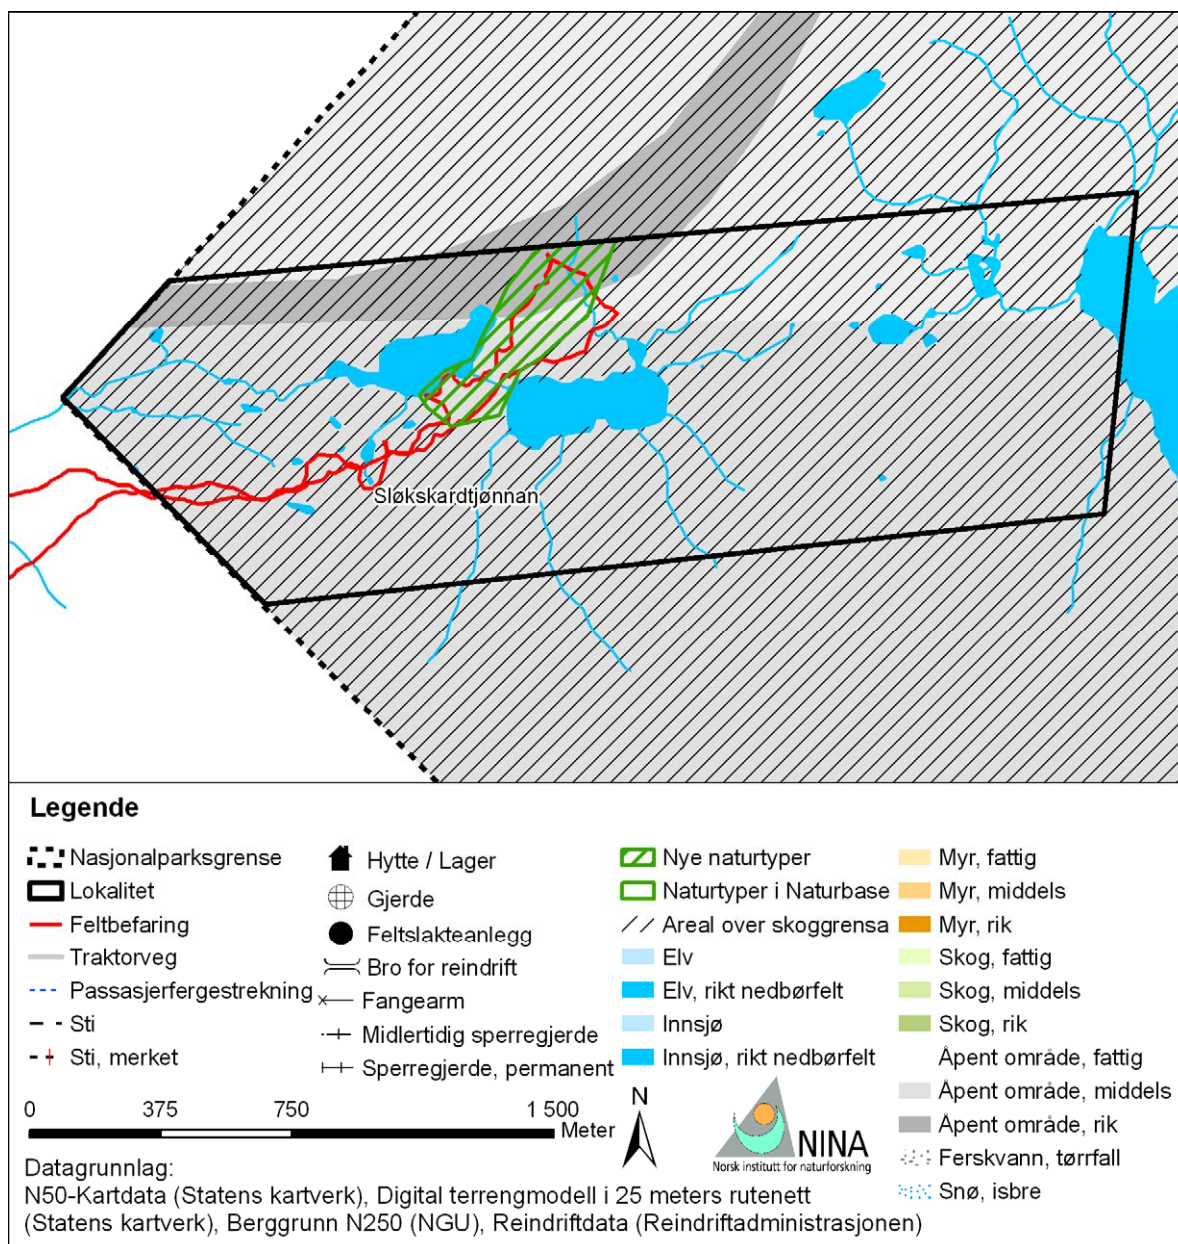 Sløkskardtjønnan
Legende
Nasjonalparksgrense
Lokalitet
Feltbefaring
Traktorveg
Passasjerfergestrekning
Sti
Sti, merket
Hytte / Lager
Gjerde
Feltslakteanlegg
Bro for reindrift
Fangearm
Midlertidig sperregjerde
Sperregjerde, permanent
Nye naturtyper
Naturtyper i Naturbase
Areal over skoggrensa
Elv
Elv, rikt nedbørfelt
Innsjø
Innsjø, rikt nedbørfelt
Myr, fattig
Myr, middels
Myr, rik
Skog, fattig
Skog, middels
Skog, rik
Åpent område, fattig
Åpent område, middels
Åpent område, rik
Ferskvann, tørrfall
Snø, isbre
0 375 750 1 500
Meter
N
NINA
Norsk institutt for naturforskning
Datagrunnlag:
N50-Kartdata (Statens kartverk), Digital terrengmodell i 25 meters rutenett
(Statens kartverk), Berggrunn N250 (NGU), Reindriftdata (Reindriftadministrasjonen)